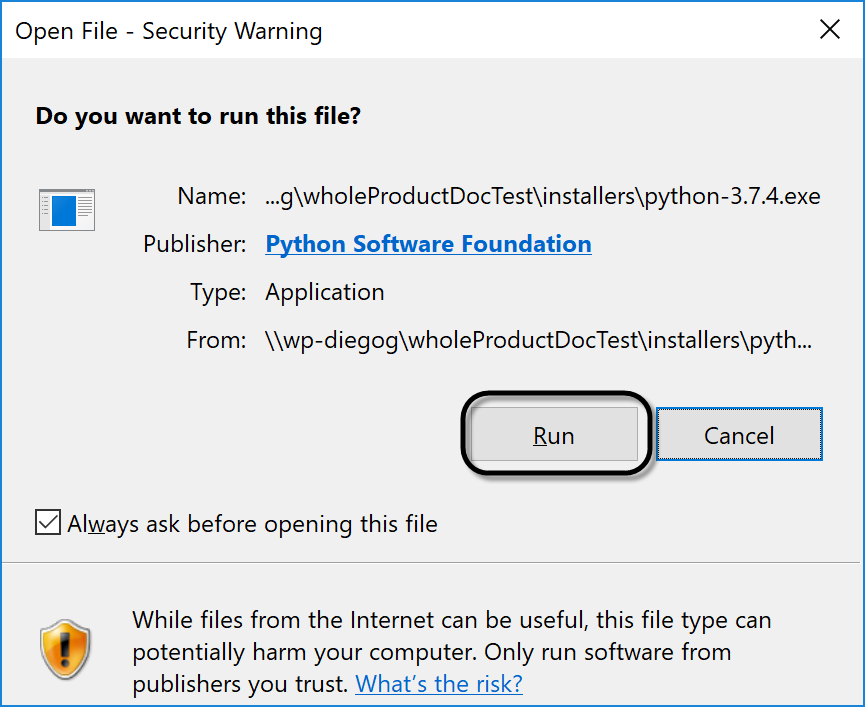 Open File - Security Warning
Do you want to run this file?
Name: ...g\wholeProductDocTest\installers\python-3.7.4.exe
Publisher: Python Software Foundation
Type: Application
From: \\wp-diegog\wholeProductDocTest\installers\pyth...
Run Cancel
Always ask before opening this file
While files from the Internet can be useful, this file type can
potentially harm your computer. Only run software from
publishers you trust. What's the risk?